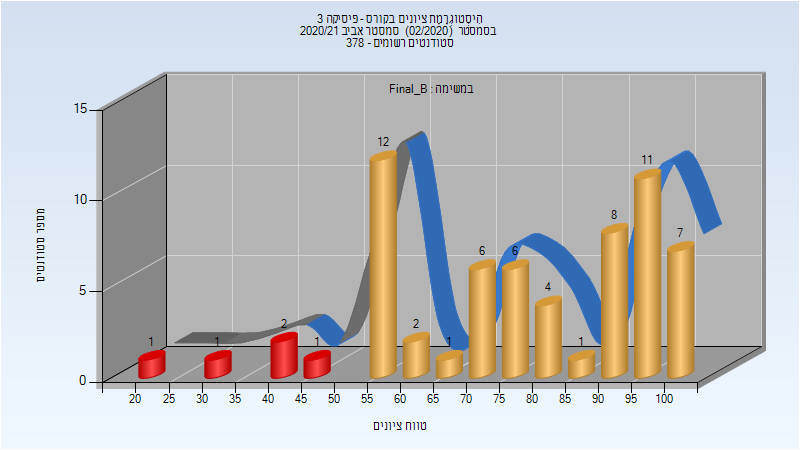 היסטוגרמת ציונים בקורס - פיסיקה 3
בסמסטר (02/2020) סמסטר אביב 2020/21
סטודנטים רשומים - 378
במשימה : Final_B
מספר סטודנטים
15
10
5
0
1
1
2
1
12
2
1
6
6
4
1
8
11
7
20 25 30 35 40 45 50 55 60 65 70 75 80 85 90 95 100
טווח ציונים